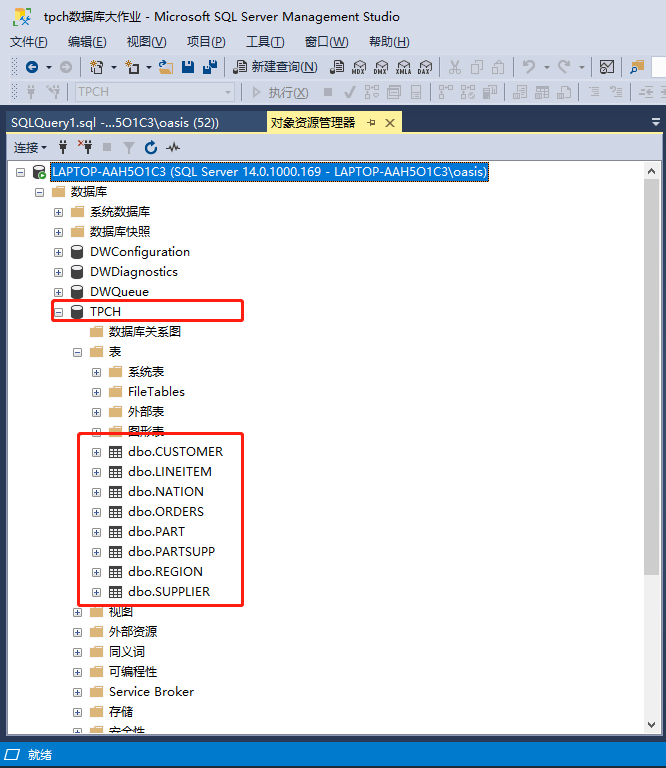 tpch数据库大作业 - Microsoft SQL Server Management Studio
文件(F) 编辑(E) 视图(V) 项目(P) 工具(T) 窗口(W) 帮助(H)
新建查询(N) MDX DMX XMLA DAX
TPCH 执行(X)
SQLQuery1.sql -...5O1C3\oasis (52)) 对象资源管理器
连接
LAPTOP-AAH5O1C3 (SQL Server 14.0.1000.169 - LAPTOP-AAH5O1C3\oasis)
数据库
系统数据库
数据库快照
DWConfiguration
DWDiagnostics
DWQueue
TPCH
数据库关系图
表
系统表
FileTables
外部表
图形表
dbo.CUSTOMER
dbo.LINEITEM
dbo.NATION
dbo.ORDERS
dbo.PART
dbo.PARTSUPP
dbo.REGION
dbo.SUPPLIER
视图
外部资源
同义词
可编程性
Service Broker
存储
安全性
就绪